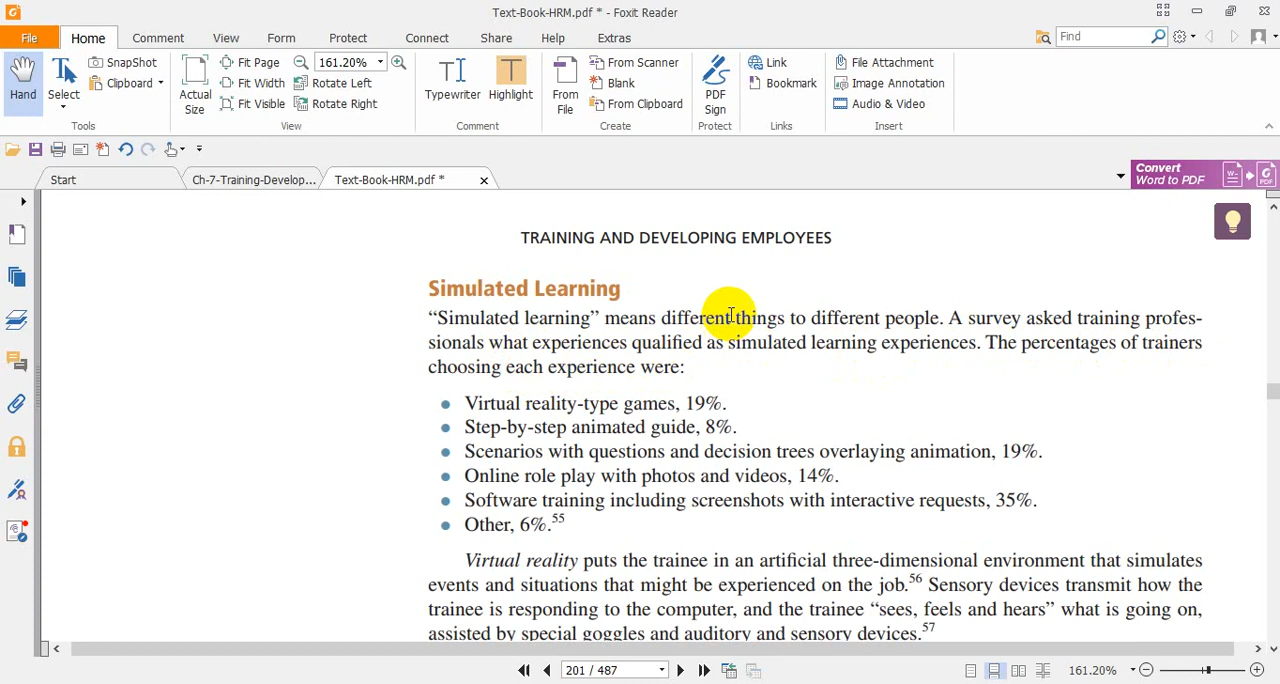 Text-Book-HRM.pdf * - Foxit Reader
File Home Comment View Form Protect Connect Share Help Extras Find
Hand Select SnapShot Clipboard Actual Size Fit Page Fit Width Fit Visible 161.20% Rotate Left Rotate Right Typewriter Highlight From File From Scanner Blank From Clipboard PDF Sign Link Bookmark File Attachment Image Annotation Audio & Video
Tools View Comment Create Protect Links Insert
Start Ch-7-Training-Develop... Text-Book-HRM.pdf * Convert Word to PDF
TRAINING AND DEVELOPING EMPLOYEES
Simulated Learning
“Simulated learning” means different things to different people. A survey asked training profes-
sionals what experiences qualified as simulated learning experiences. The percentages of trainers
choosing each experience were:
● Virtual reality-type games, 19%.
● Step-by-step animated guide, 8%.
● Scenarios with questions and decision trees overlaying animation, 19%.
● Online role play with photos and videos, 14%.
● Software training including screenshots with interactive requests, 35%.
● Other, 6%.55
Virtual reality puts the trainee in an artificial three-dimensional environment that simulates
events and situations that might be experienced on the job.56 Sensory devices transmit how the
trainee is responding to the computer, and the trainee “sees, feels and hears” what is going on,
assisted by special goggles and auditory and sensory devices.57
201 / 487 161.20%